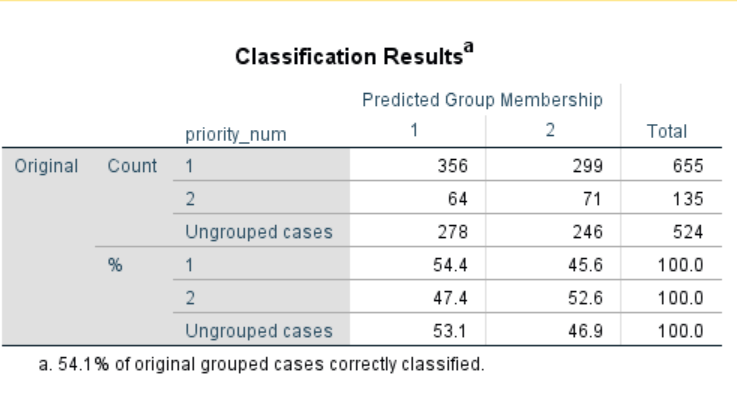 Classification Resultsa
Predicted Group Membership
priority_num 1 2 Total
Original Count 1 356 299 655
2 64 71 135
Ungrouped cases 278 246 524
% 1 54.4 45.6 100.0
2 47.4 52.6 100.0
Ungrouped cases 53.1 46.9 100.0
a. 54.1% of original grouped cases correctly classified.